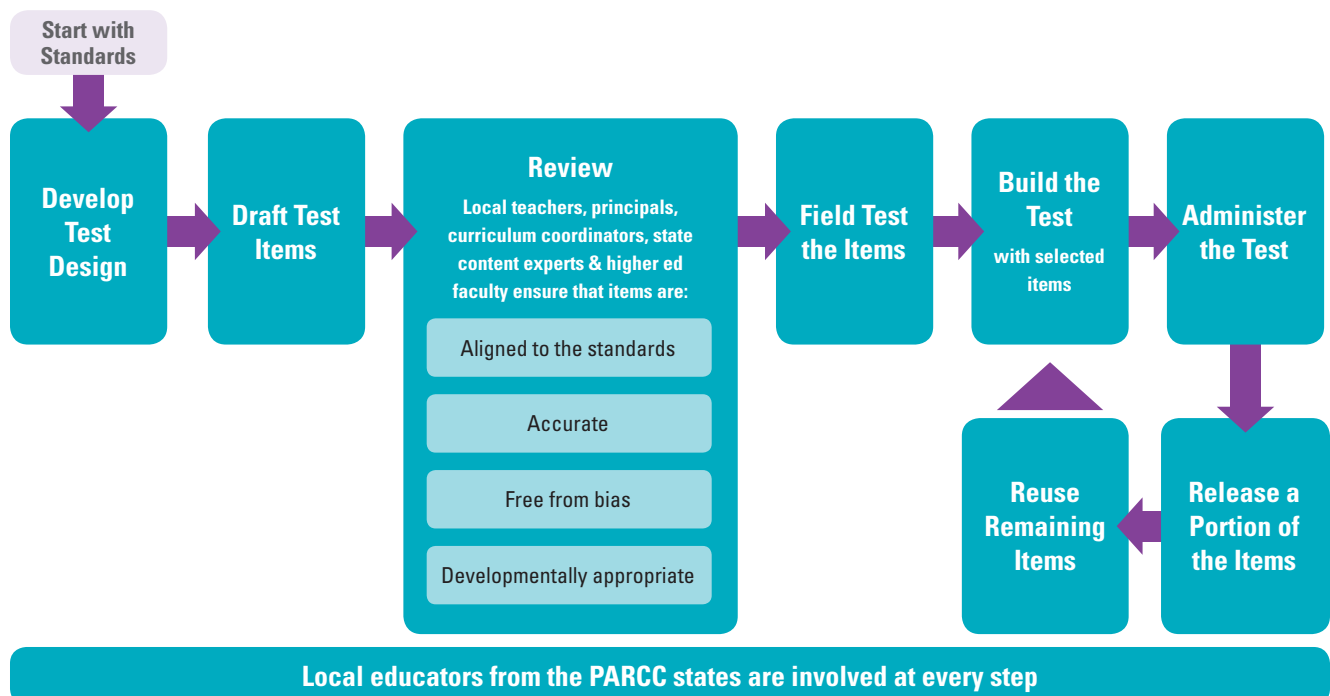 Start with
Standards
Develop
Test
Design
Draft Test
Items
Review
Local teachers, principals,
curriculum coordinators, state
content experts & higher ed
faculty ensure that items are:
Aligned to the standards
Accurate
Free from bias
Developmentally appropriate
Field Test
the Items
Build the
Test
with selected
items
Administer
the Test
Release a
Portion of
the Items
Reuse
Remaining
Items
Local educators from the PARCC states are involved at every step